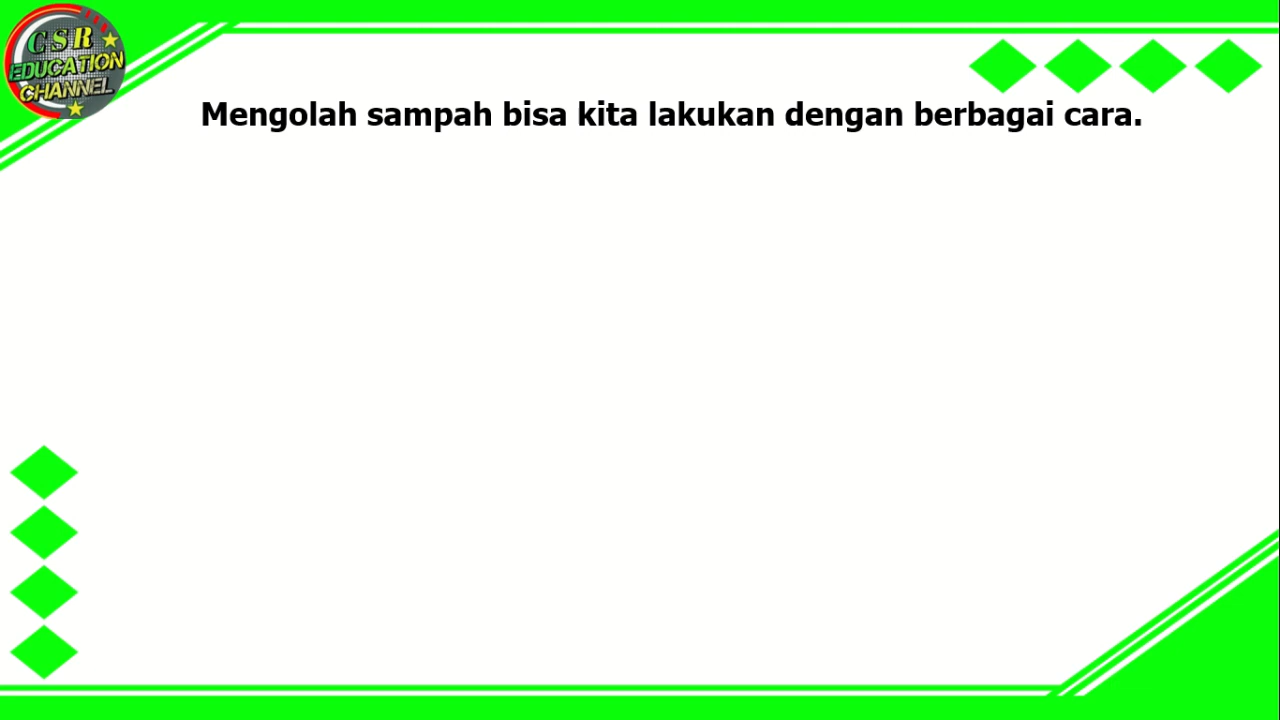 CSR
EDUCATION
CHANNEL
Mengolah sampah bisa kita lakukan dengan berbagai cara.